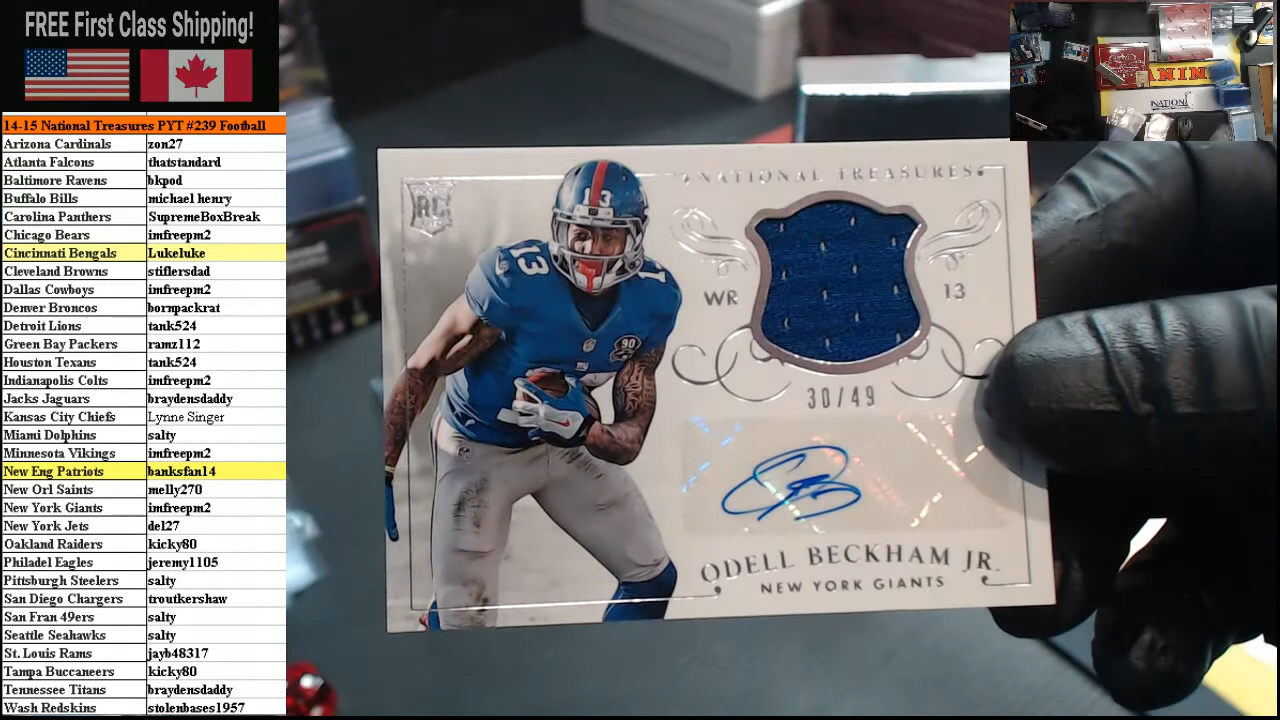 FREE First Class Shipping!
14-15 National Treasures PYT #239 Football
Arizona Cardinals zon27
Atlanta Falcons thatstandard
Baltimore Ravens bkpod
Buffalo Bills michael henry
Carolina Panthers SupremeBoxBreak
Chicago Bears imfreepm2
Cincinnati Bengals Lukeluke
Cleveland Browns stiflersdad
Dallas Cowboys imfreepm2
Denver Broncos bornpackrat
Detroit Lions tank524
Green Bay Packers ramz112
Houston Texans tank524
Indianapolis Colts imfreepm2
Jacks Jaguars braydensdaddy
Kansas City Chiefs Lynne Singer
Miami Dolphins salty
Minnesota Vikings imfreepm2
New Eng Patriots banksfan14
New Orl Saints melly270
New York Giants imfreepm2
New York Jets del27
Oakland Raiders kicky80
Philadel Eagles jeremy1105
Pittsburgh Steelers salty
San Diego Chargers troutkershaw
San Fran 49ers salty
Seattle Seahawks salty
St. Louis Rams jayb48317
Tampa Buccaneers kicky80
Tennessee Titans braydensdaddy
Wash Redskins stolenbases1957
RC
NATIONAL TREASURES
13
13
90
WR 13
30/49
ODELL BECKHAM JR.
NEW YORK GIANTS